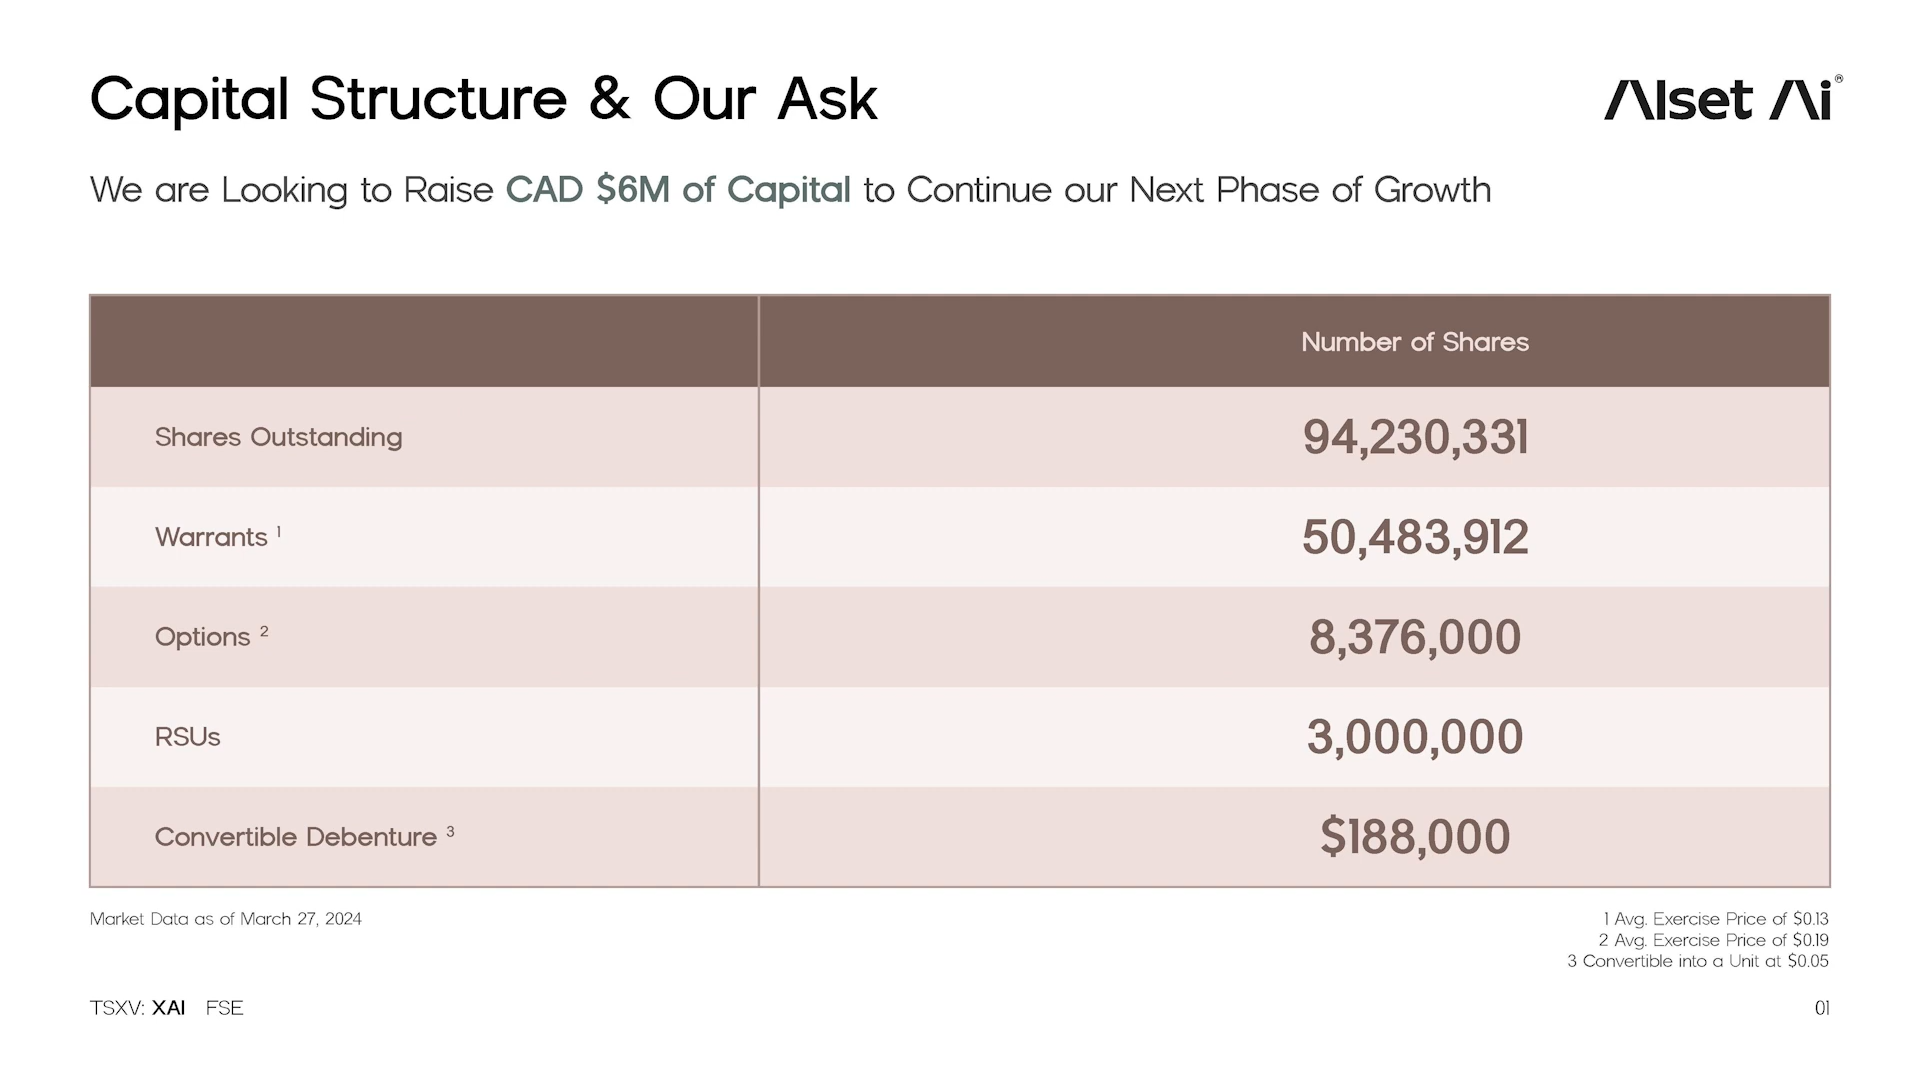 Capital Structure & Our Ask
Alset Ai®
We are Looking to Raise CAD $6M of Capital to Continue our Next Phase of Growth
Number of Shares
Shares Outstanding 94,230,331
Warrants 1 50,483,912
Options 2 8,376,000
RSUs 3,000,000
Convertible Debenture 3 $188,000
Market Data as of March 27, 2024
1 Avg. Exercise Price of $0.13
2 Avg. Exercise Price of $0.19
3 Convertible into a Unit at $0.05
TSXV: XAI FSE
01